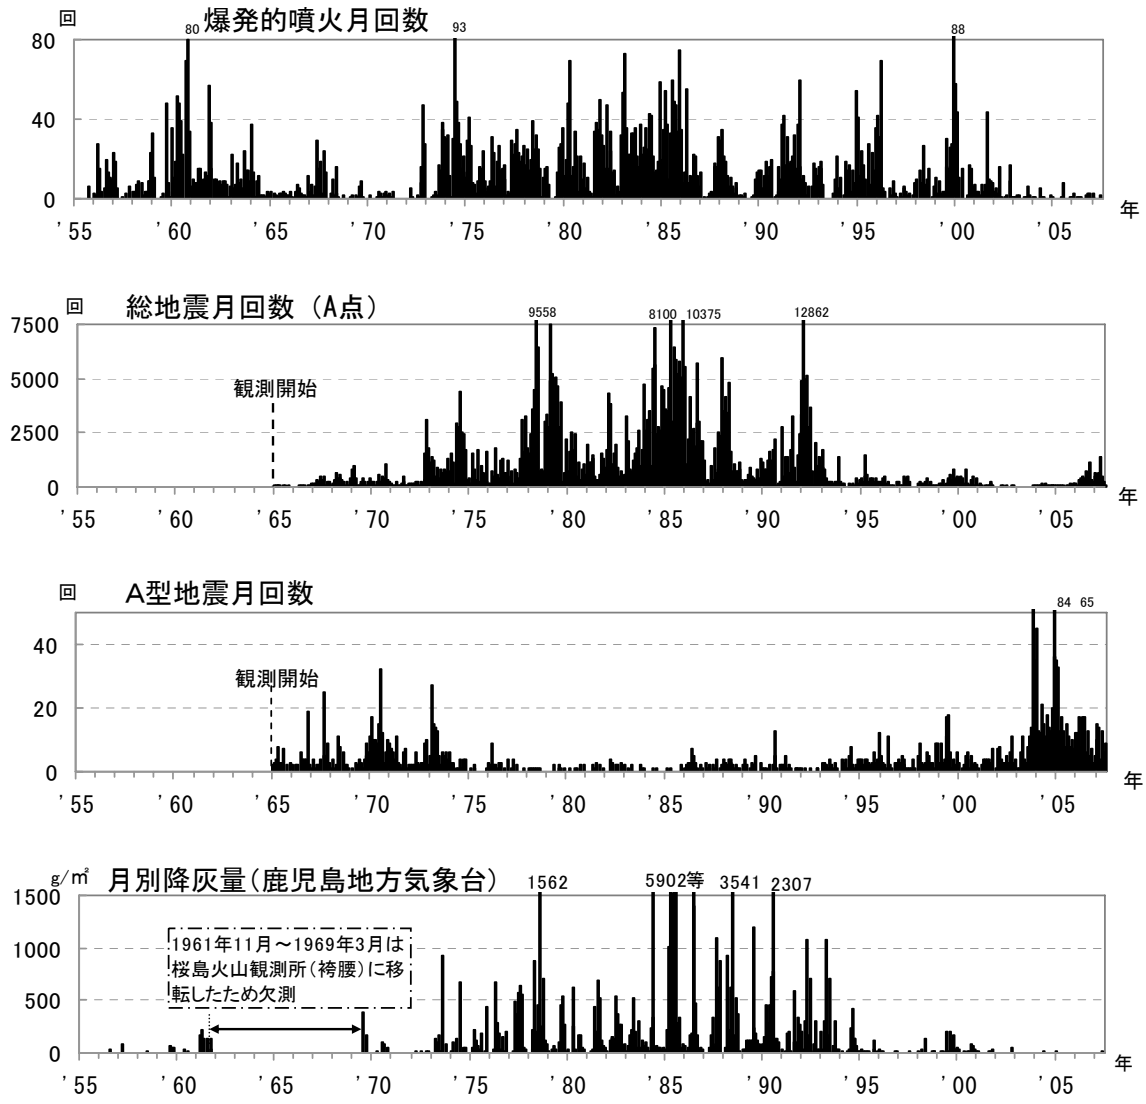 回 爆発的噴火月回数
80 93 88
80
40
0
'55 '60 '65 '70 '75 '80 '85 '90 '95 '00 '05 年
回 総地震月回数（A点）
9558 8100 10375 12862
7500
5000
観測開始
2500
0
'55 '60 '65 '70 '75 '80 '85 '90 '95 '00 '05 年
回 A型地震月回数
84 65
40
観測開始
20
0
'55 '60 '65 '70 '75 '80 '85 '90 '95 '00 '05 年
g/㎡ 月別降灰量（鹿児島地方気象台）
1562 5902等 3541 2307
1500
1961年11月～1969年3月は
1000
桜島火山観測所（袴腰）に移
転したため欠測
500
0
'55 '60 '65 '70 '75 '80 '85 '90 '95 '00 '05 年